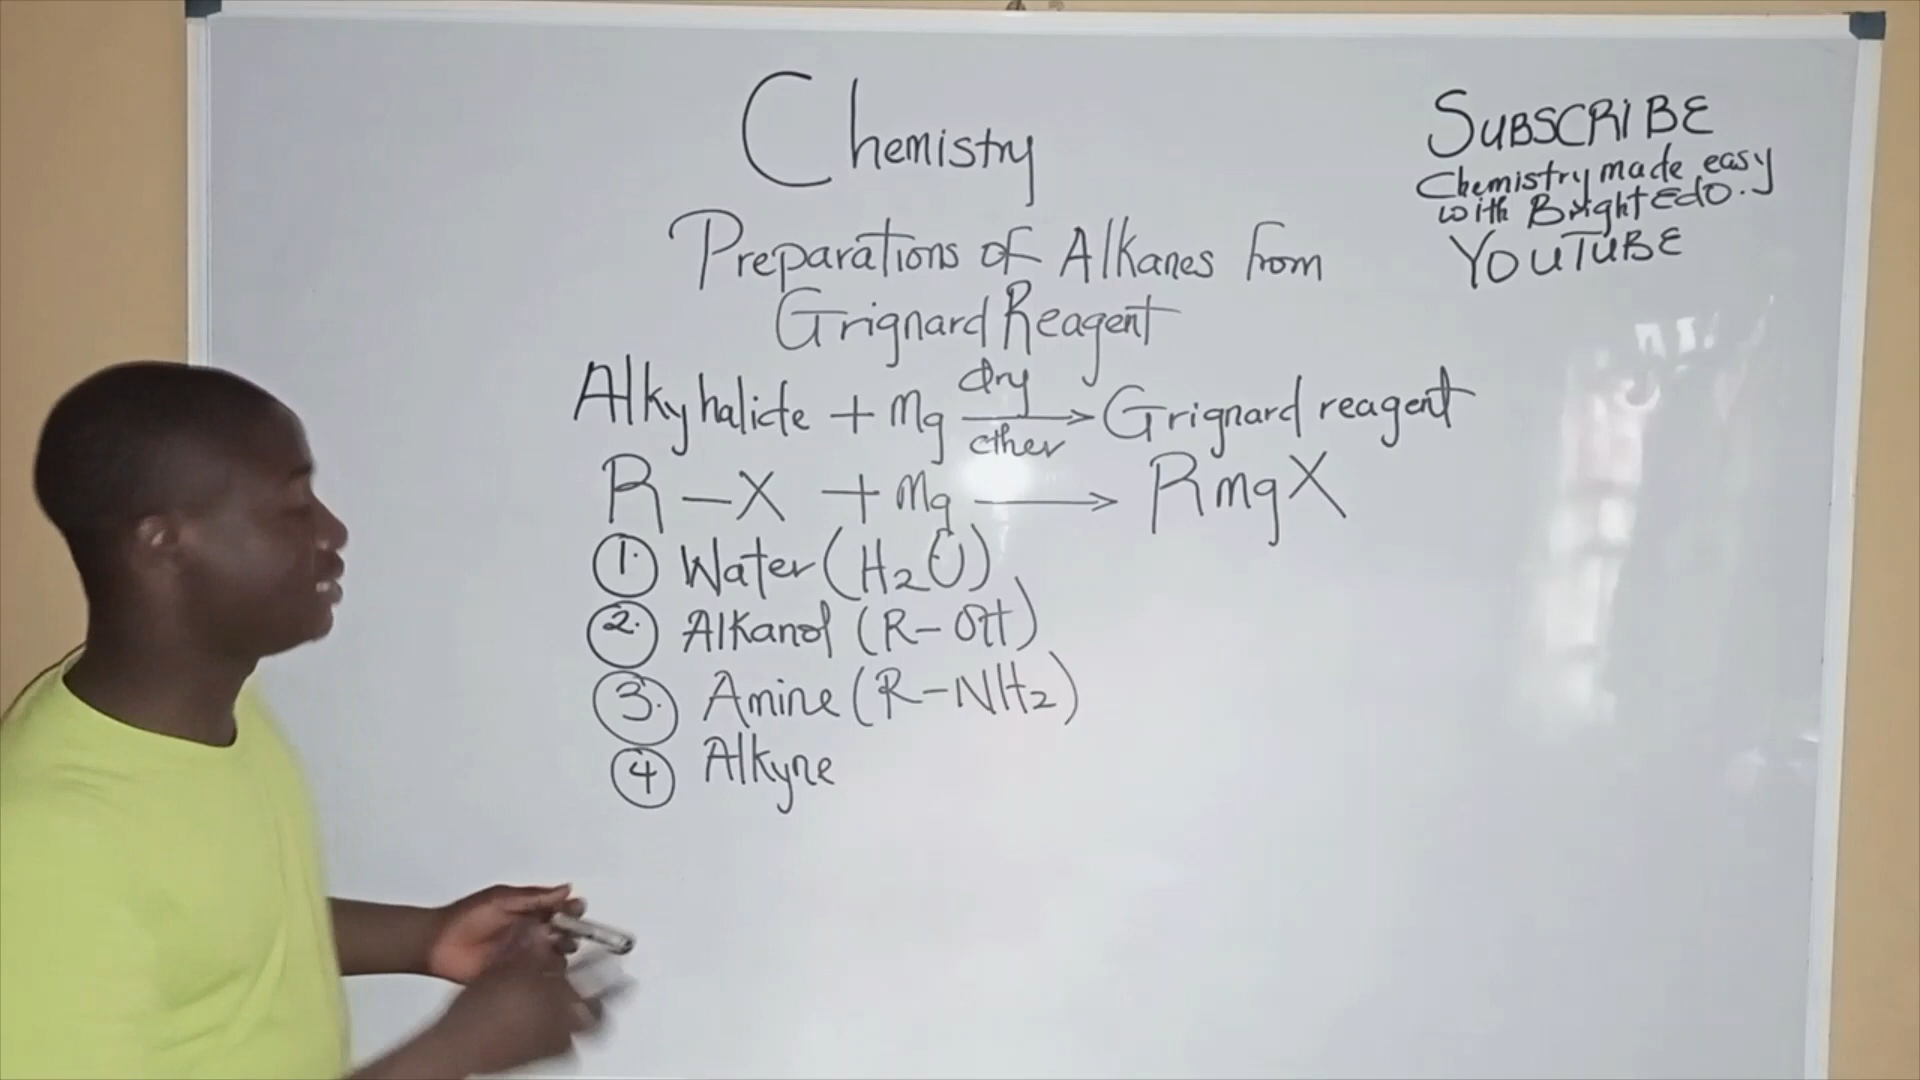 Chemistry
Preparations of Alkanes from
Grignard Reagent
Alkyhalide + Mg dry ether → Grignard reagent
R – X + Mg → RmgX
1. Water (H2O)
2. Alkanol (R–OH)
3. Amine (R–NH2)
4 Alkyne
SUBSCRIBE
Chemistry made easy
with Bright Edo.
YOUTUBE